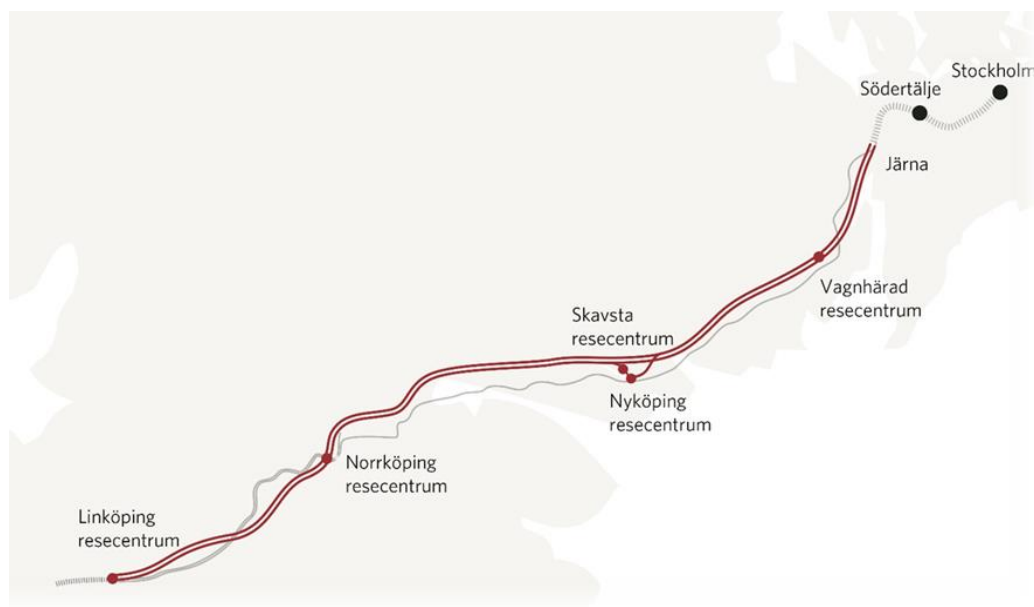 Stockholm
Södertälje
Järna
Vagnhärad
resecentrum
Skavsta
resecentrum
Nyköping
resecentrum
Norrköping
resecentrum
Linköping
resecentrum